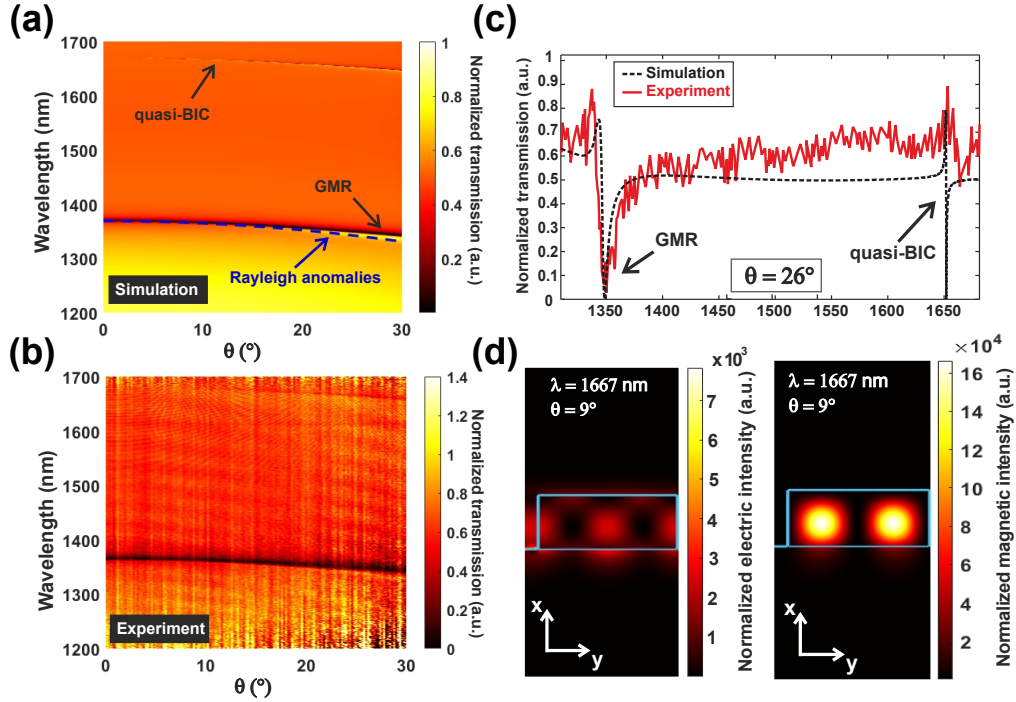 (a)
1700
1600
1500
1400
1300
1200
Wavelength (nm)
quasi-BIC
GMR
Rayleigh anomalies
Simulation
0
10
20
30
θ (°)
1
0.8
0.6
0.4
0.2
Normalized transmission (a.u.)
(b)
1700
1600
1500
1400
1300
1200
Wavelength (nm)
Experiment
0
10
20
30
θ (°)
1.4
1.2
1
0.8
0.6
0.4
0.2
0
Normalized transmission (a.u.)
(c)
1
0.9
0.8
0.7
0.6
0.5
0.4
0.3
0.2
0.1
0
Normalized transmission (a.u.)
Simulation
Experiment
GMR
quasi-BIC
θ = 26°
1350
1400
1450
1500
1550
1600
1650
(d)
λ = 1667 nm
θ = 9°
x
y
×10³
7
6
5
4
3
2
1
Normalized electric intensity (a.u.)
λ = 1667 nm
θ = 9°
x
y
×10⁴
16
14
12
10
8
6
4
2
Normalized magnetic intensity (a.u.)